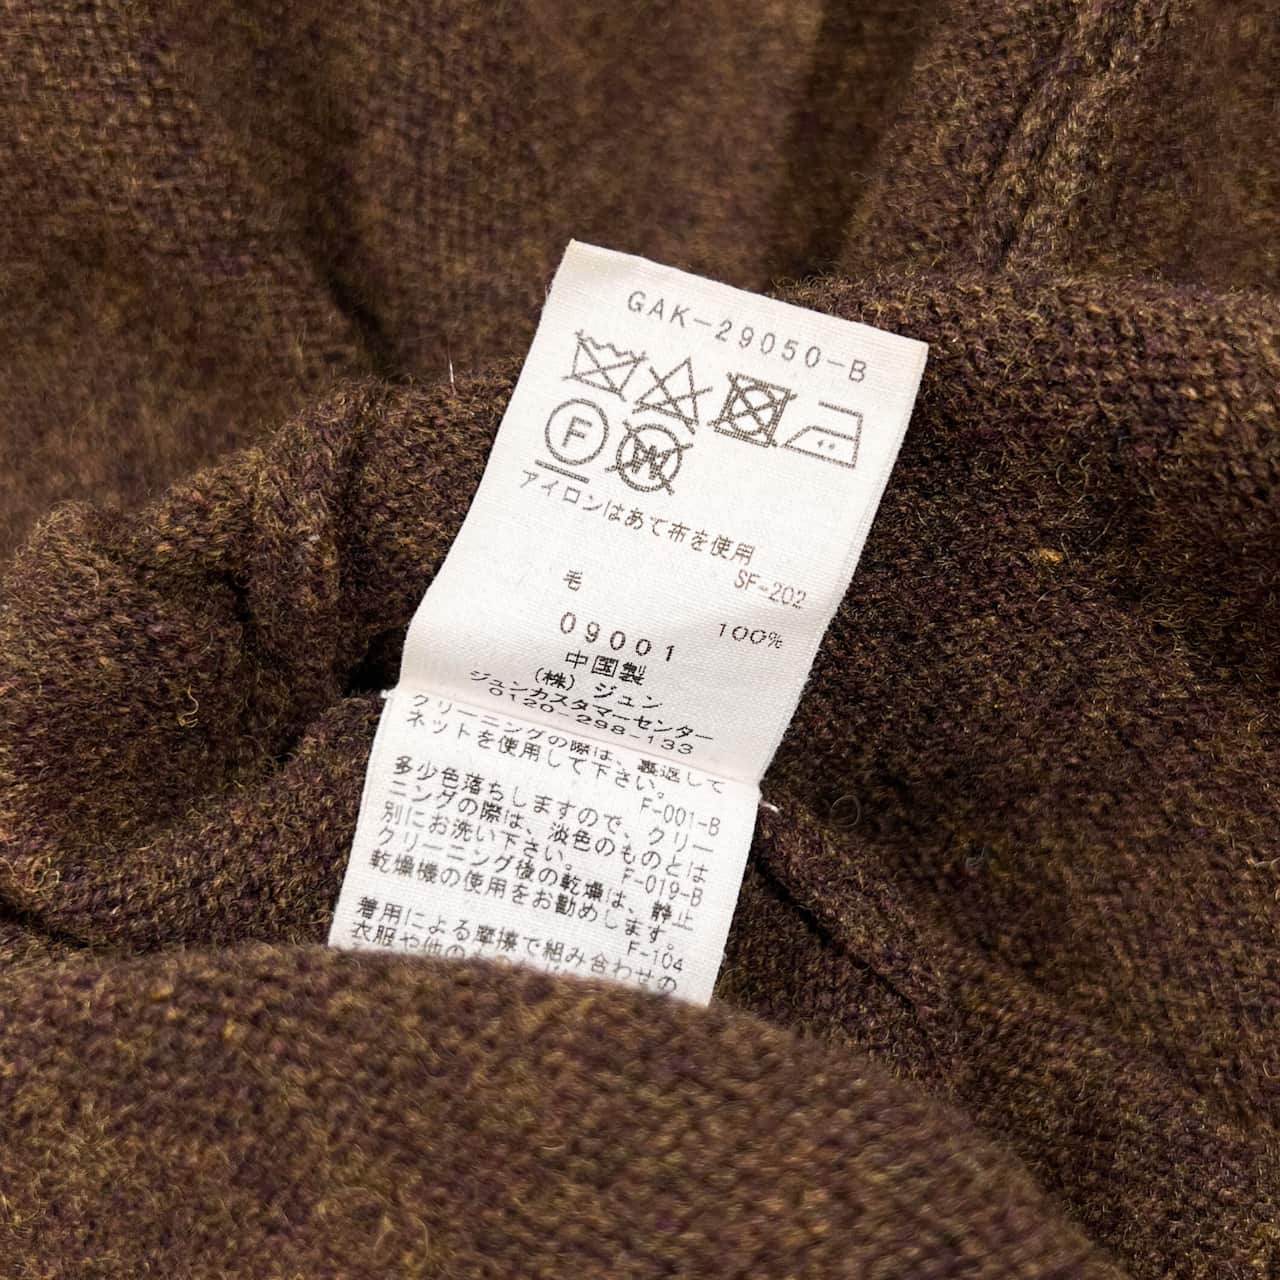 GAK-29050-B
F
アイロンはあて布を使用
SF-202
毛 100%
09001
中国製
(株) ジュン
ジュンカスタマーセンター
0120-298-133
クリーニングの際は、裏返して
ネットを使用して下さい。
F-001-B
多少色落ちしますので、クリー
ニングの際は、淡色のものとは
別にお洗い下さい。
F-019-B
クリーニング後の乾燥は、静止
乾燥機の使用をお勧めします。
F-104
着用による摩擦で組み合わせの
衣服や他の